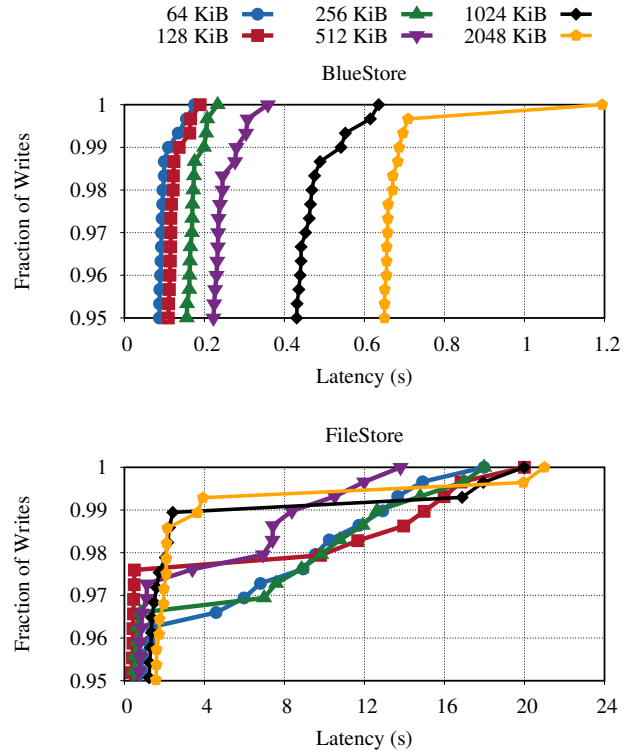 64 KiB 256 KiB 1024 KiB
128 KiB 512 KiB 2048 KiB
BlueStore
1
0.99
0.98
0.97
0.96
0.95
Fraction of Writes
0 0.2 0.4 0.6 0.8 1 1.2
Latency (s)
FileStore
1
0.99
0.98
0.97
0.96
0.95
Fraction of Writes
0 4 8 12 16 20 24
Latency (s)